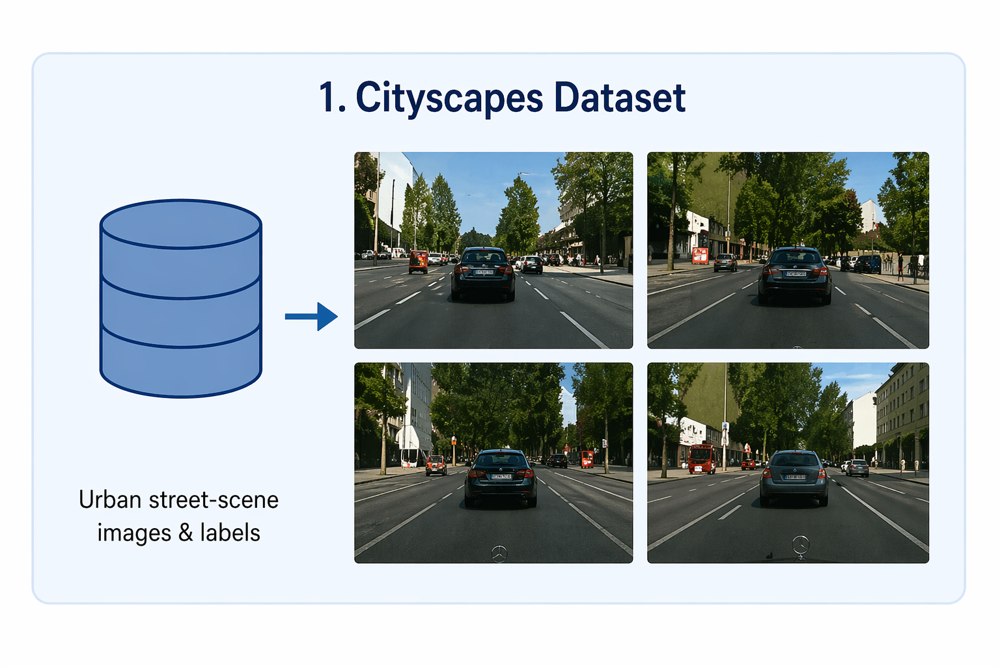 1. Cityscapes Dataset
Urban street-scene
images & labels